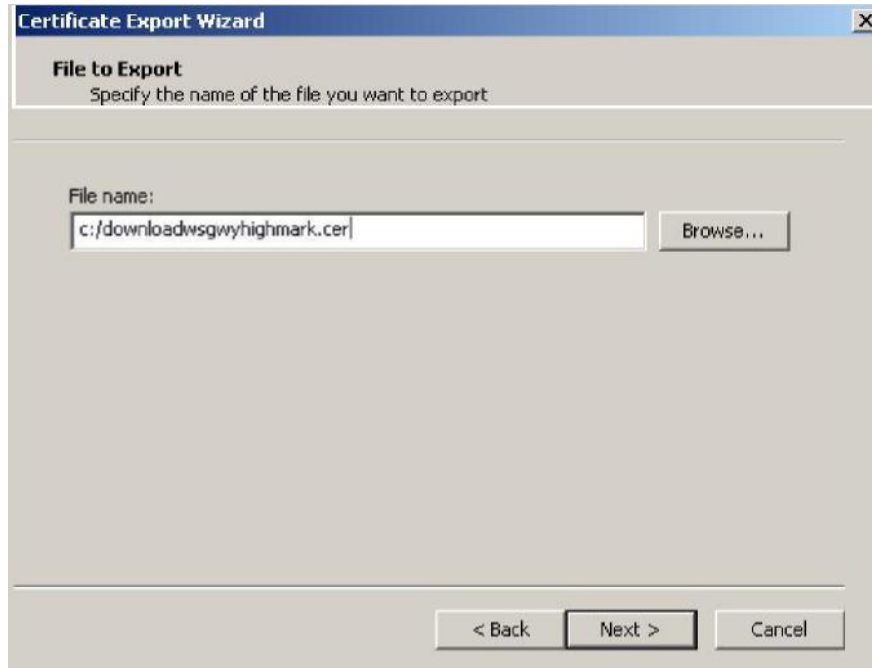 Certificate Export Wizard
File to Export
Specify the name of the file you want to export
File name:
c:/downloadwsgwyhighmark.cer
Browse...
< Back
Next >
Cancel